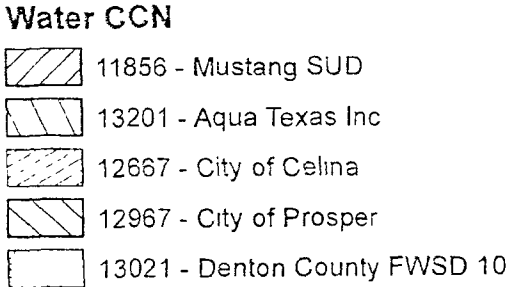 Water CCN
11856 - Mustang SUD
13201 - Aqua Texas Inc
12667 - City of Celina
12967 - City of Prosper
13021 - Denton County FWSD 10